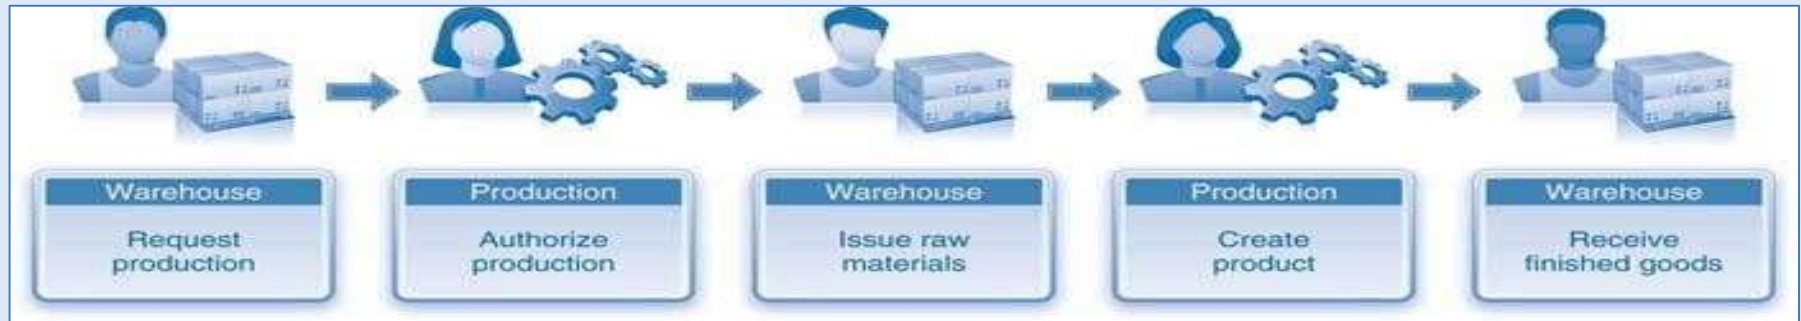 Warehouse
Request
production
Production
Authorize
production
Warehouse
Issue raw
materials
Production
Create
product
Warehouse
Receive
finished goods